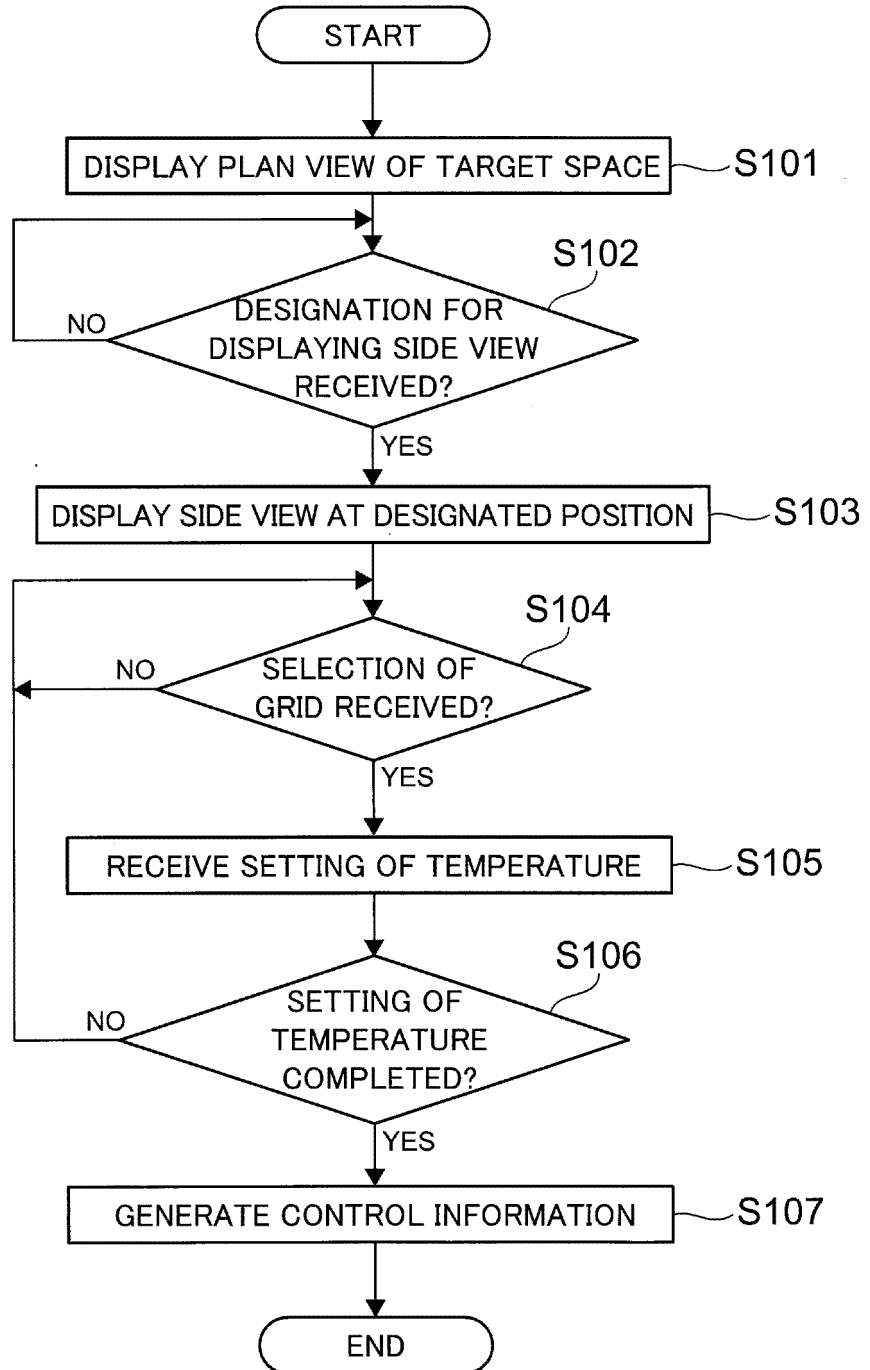 START
DISPLAY PLAN VIEW OF TARGET SPACE
S101
S102
DESIGNATION FOR
DISPLAYING SIDE VIEW
RECEIVED?
NO
YES
DISPLAY SIDE VIEW AT DESIGNATED POSITION
S103
S104
SELECTION OF
GRID RECEIVED?
NO
YES
RECEIVE SETTING OF TEMPERATURE
S105
S106
SETTING OF
TEMPERATURE
COMPLETED?
NO
YES
GENERATE CONTROL INFORMATION
S107
END